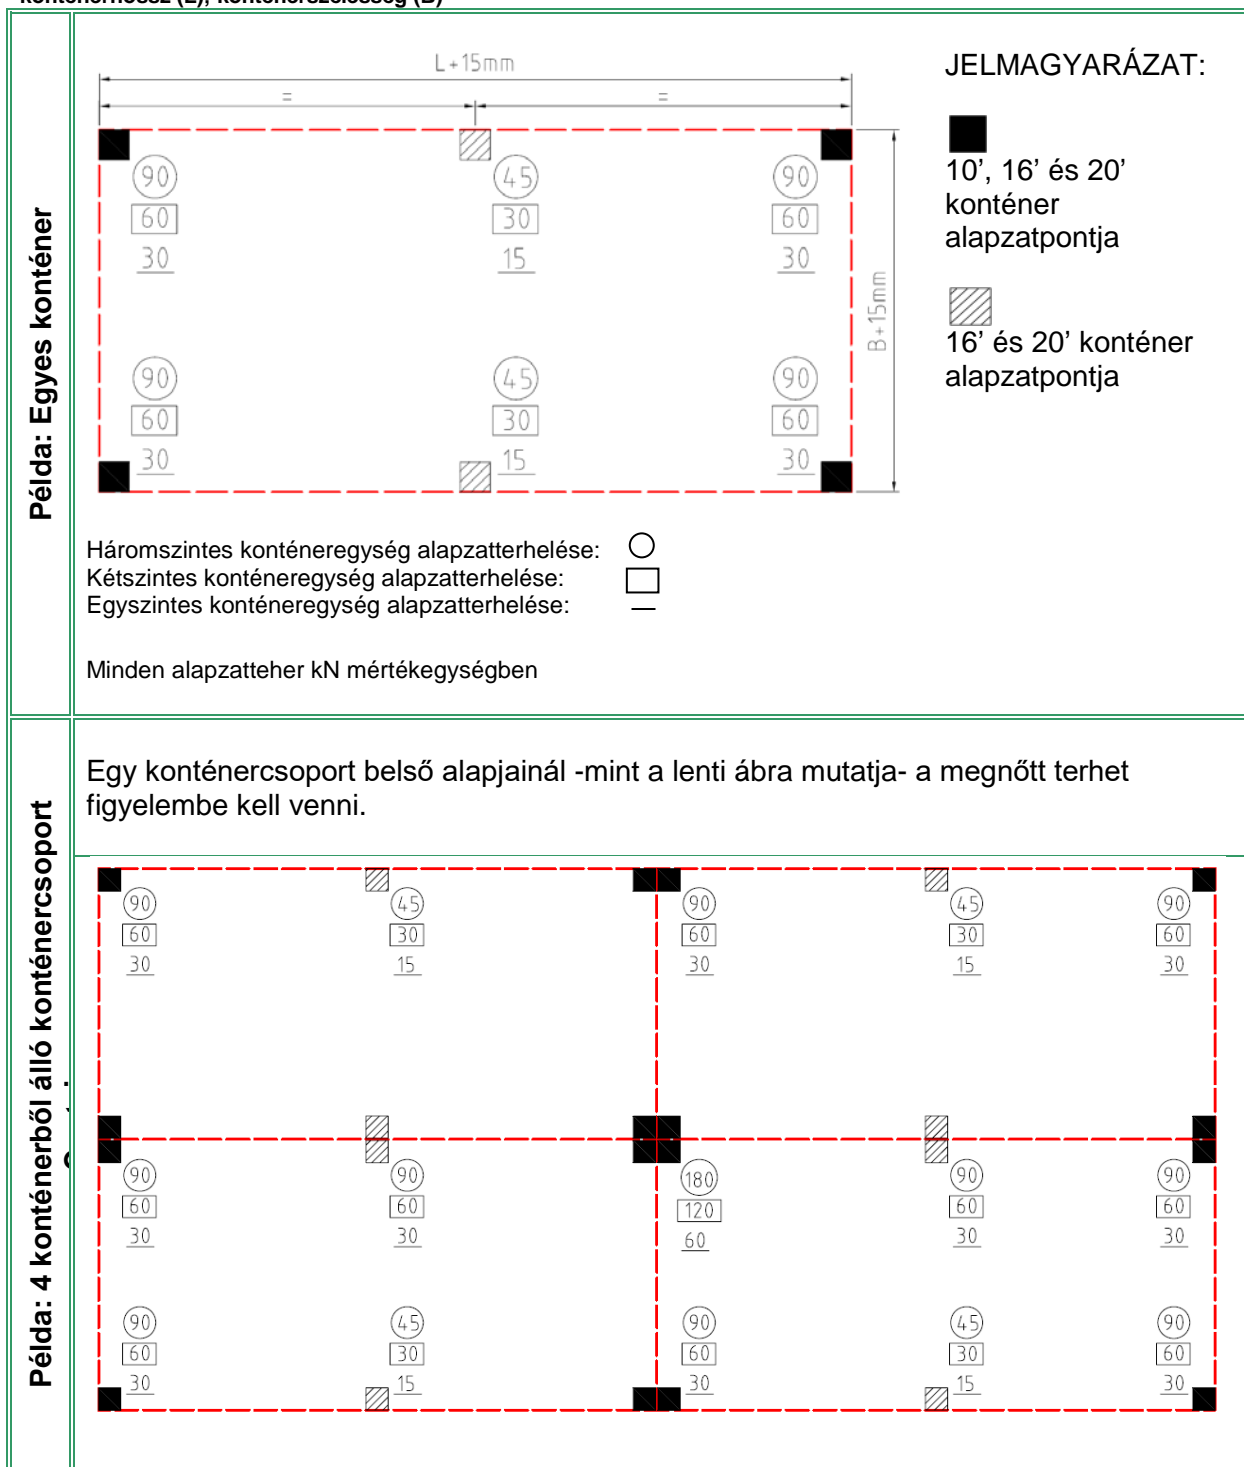 konténerhossz (L), konténerszélesség (B)
Példa: Egyes konténer
L+15mm
= =
90 45 90
60 30 60
30 15 30
B+15mm
90 45 90
60 30 60
30 15 30
JELMAGYARÁZAT:
10’, 16’ és 20’
konténer
alapzatpontja
16’ és 20’ konténer
alapzatpontja
Háromszintes konténeregység alapzatterhelése:
Kétszintes konténeregység alapzatterhelése:
Egyszintes konténeregység alapzatterhelése:
Minden alapzatteher kN mértékegységben
Példa: 4 konténerből álló konténercsoport
Egy konténercsoport belső alapjainál -mint a lenti ábra mutatja- a megnőtt terhet
figyelembe kell venni.
90 45 90 45 90
60 30 60 30 60
30 15 30 15 30
90 90 180 90 90
60 60 120 60 60
30 30 60 30 30
90 45 90 45 90
60 30 60 30 60
30 15 30 15 30